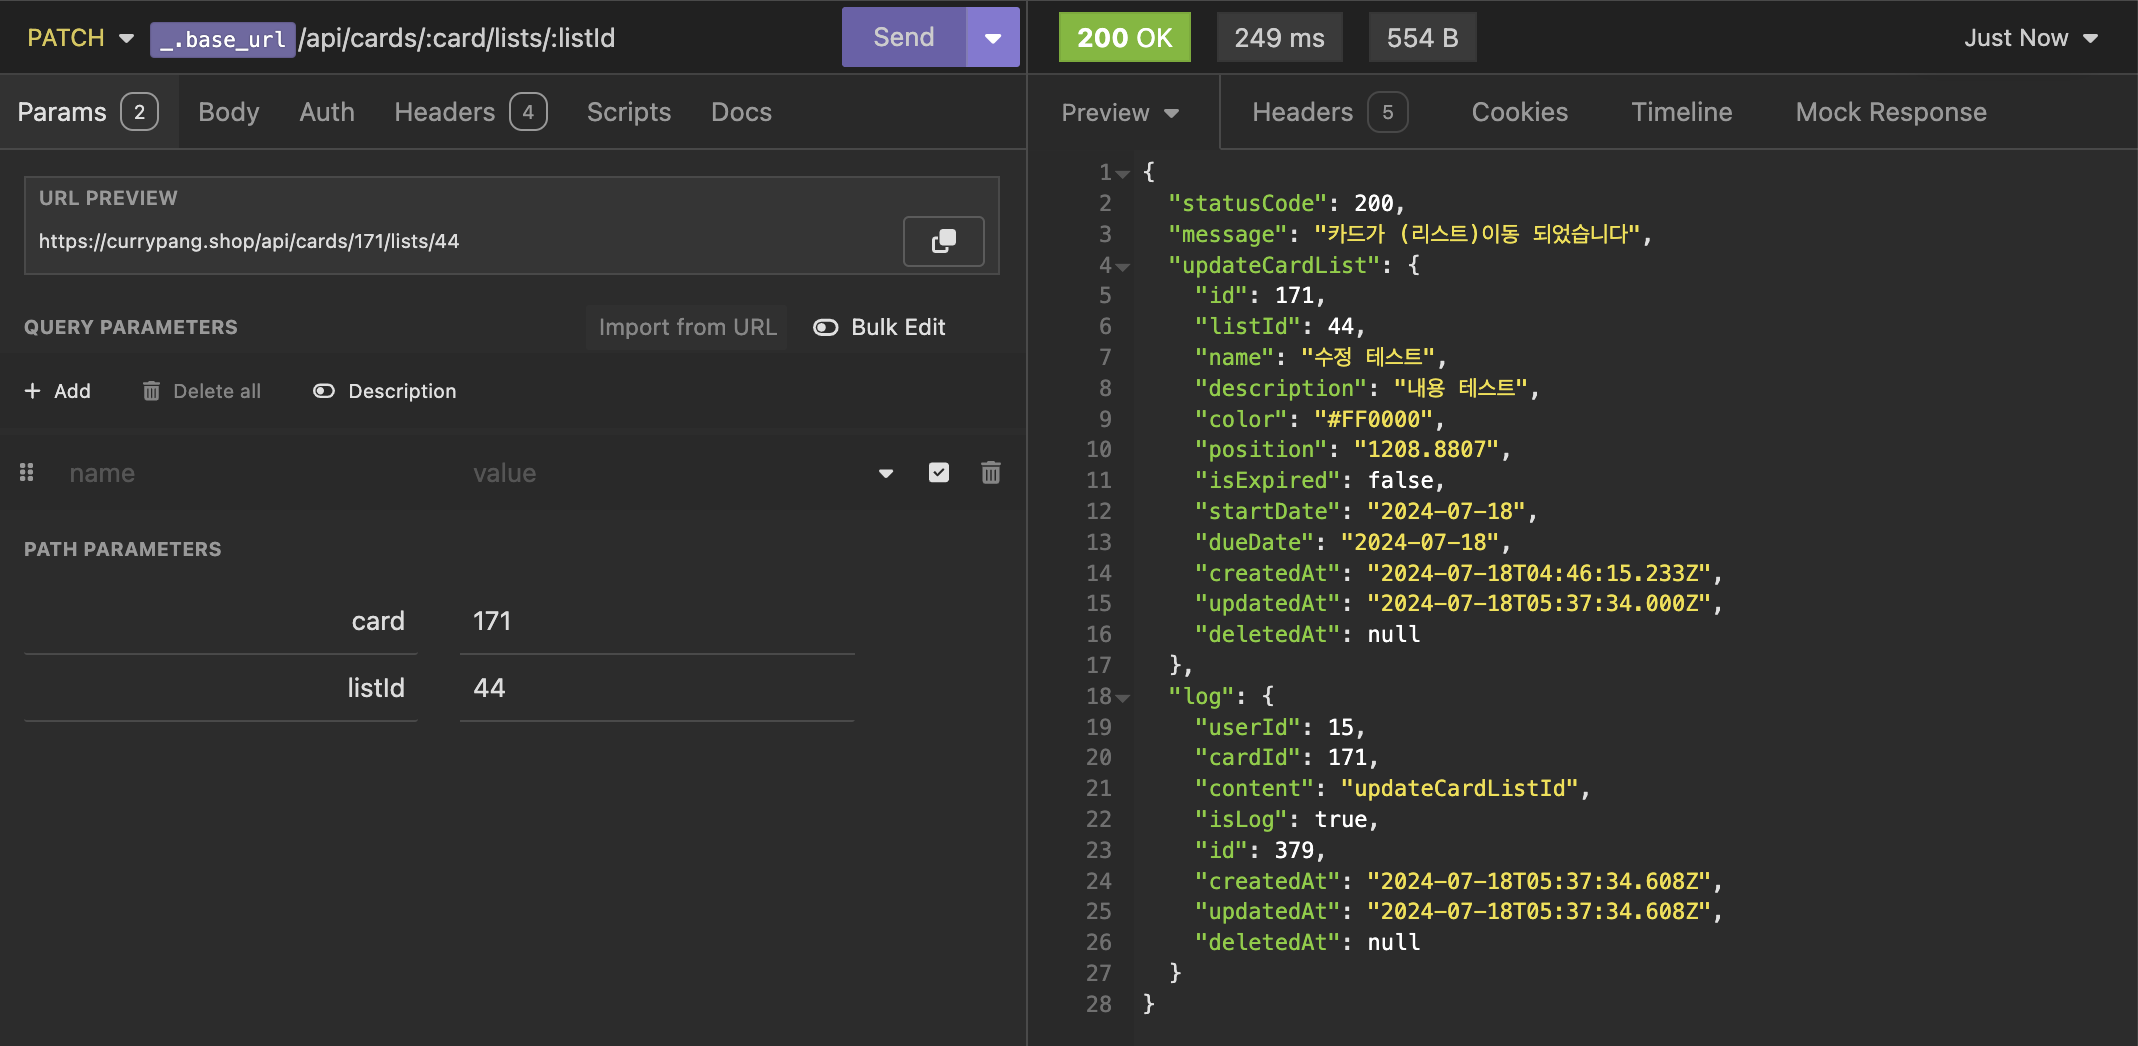 PATCH _.base_url/api/cards/:card/lists/:listId Send
200 OK 249 ms 554 B Just Now
Params 2 Body Auth Headers 4 Scripts Docs
Preview Headers 5 Cookies Timeline Mock Response
URL PREVIEW
https://currypang.shop/api/cards/171/lists/44
QUERY PARAMETERS Import from URL Bulk Edit
+ Add Delete all Description
name value
PATH PARAMETERS
card 171
listId 44
1 {
2 "statusCode": 200,
3 "message": "카드가 (리스트)이동 되었습니다",
4 "updateCardList": {
5 "id": 171,
6 "listId": 44,
7 "name": "수정 테스트",
8 "description": "내용 테스트",
9 "color": "#FF0000",
10 "position": "1208.8807",
11 "isExpired": false,
12 "startDate": "2024-07-18",
13 "dueDate": "2024-07-18",
14 "createdAt": "2024-07-18T04:46:15.233Z",
15 "updatedAt": "2024-07-18T05:37:34.000Z",
16 "deletedAt": null
17 },
18 "log": {
19 "userId": 15,
20 "cardId": 171,
21 "content": "updateCardListId",
22 "isLog": true,
23 "id": 379,
24 "createdAt": "2024-07-18T05:37:34.608Z",
25 "updatedAt": "2024-07-18T05:37:34.608Z",
26 "deletedAt": null
27 }
28 }